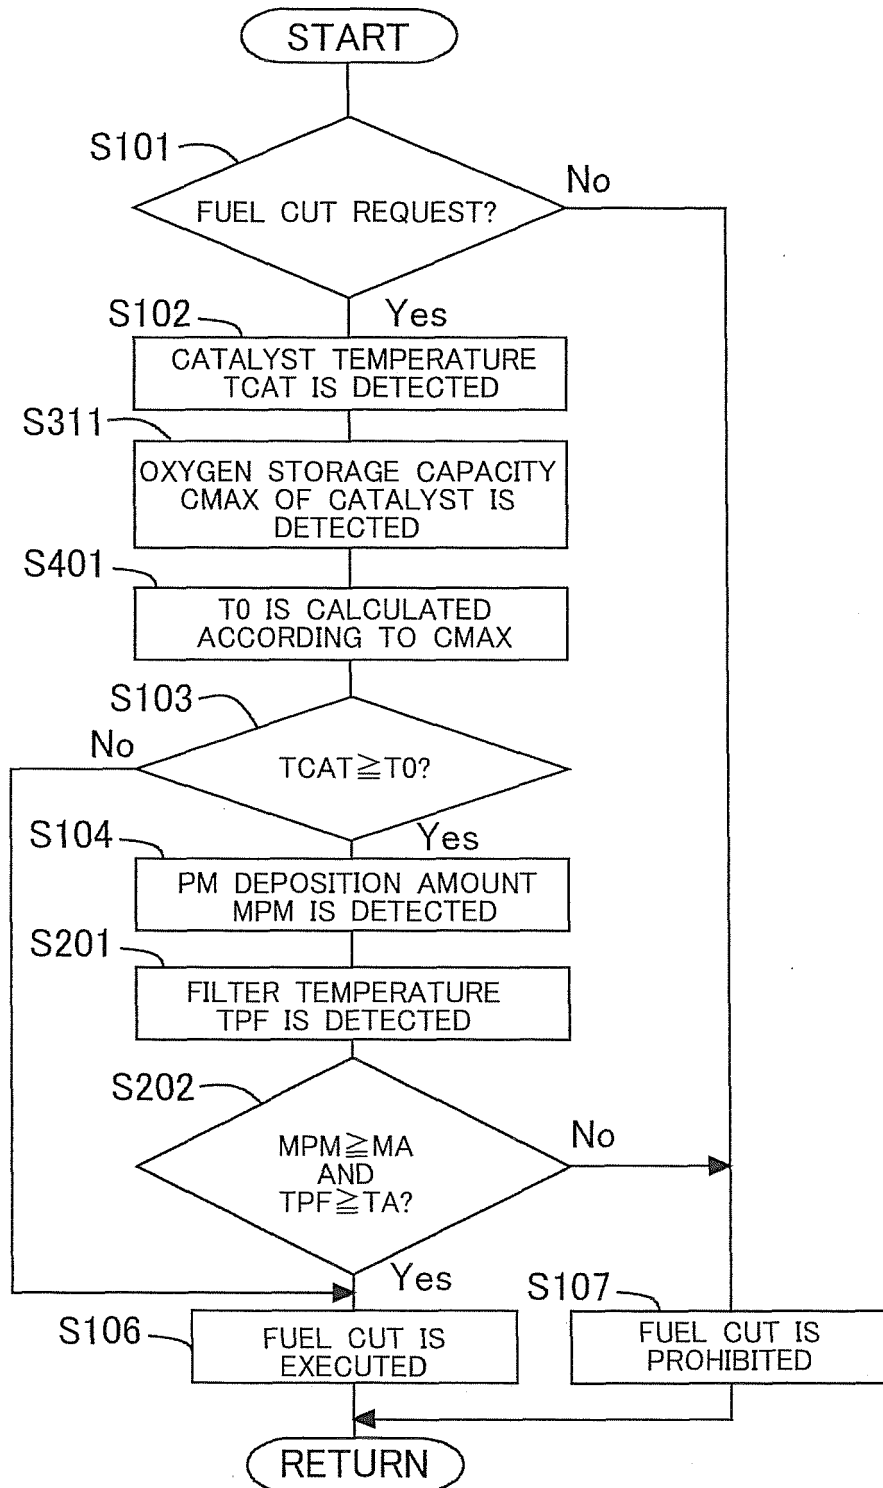 START
S101
FUEL CUT REQUEST?
No
Yes
S102
CATALYST TEMPERATURE
TCAT IS DETECTED
S311
OXYGEN STORAGE CAPACITY
CMAX OF CATALYST IS
DETECTED
S401
T0 IS CALCULATED
ACCORDING TO CMAX
S103
No
TCAT≧T0?
Yes
S104
PM DEPOSITION AMOUNT
MPM IS DETECTED
S201
FILTER TEMPERATURE
TPF IS DETECTED
S202
MPM≧MA
AND
TPF≧TA?
No
Yes
S106
FUEL CUT IS
EXECUTED
S107
FUEL CUT IS
PROHIBITED
RETURN